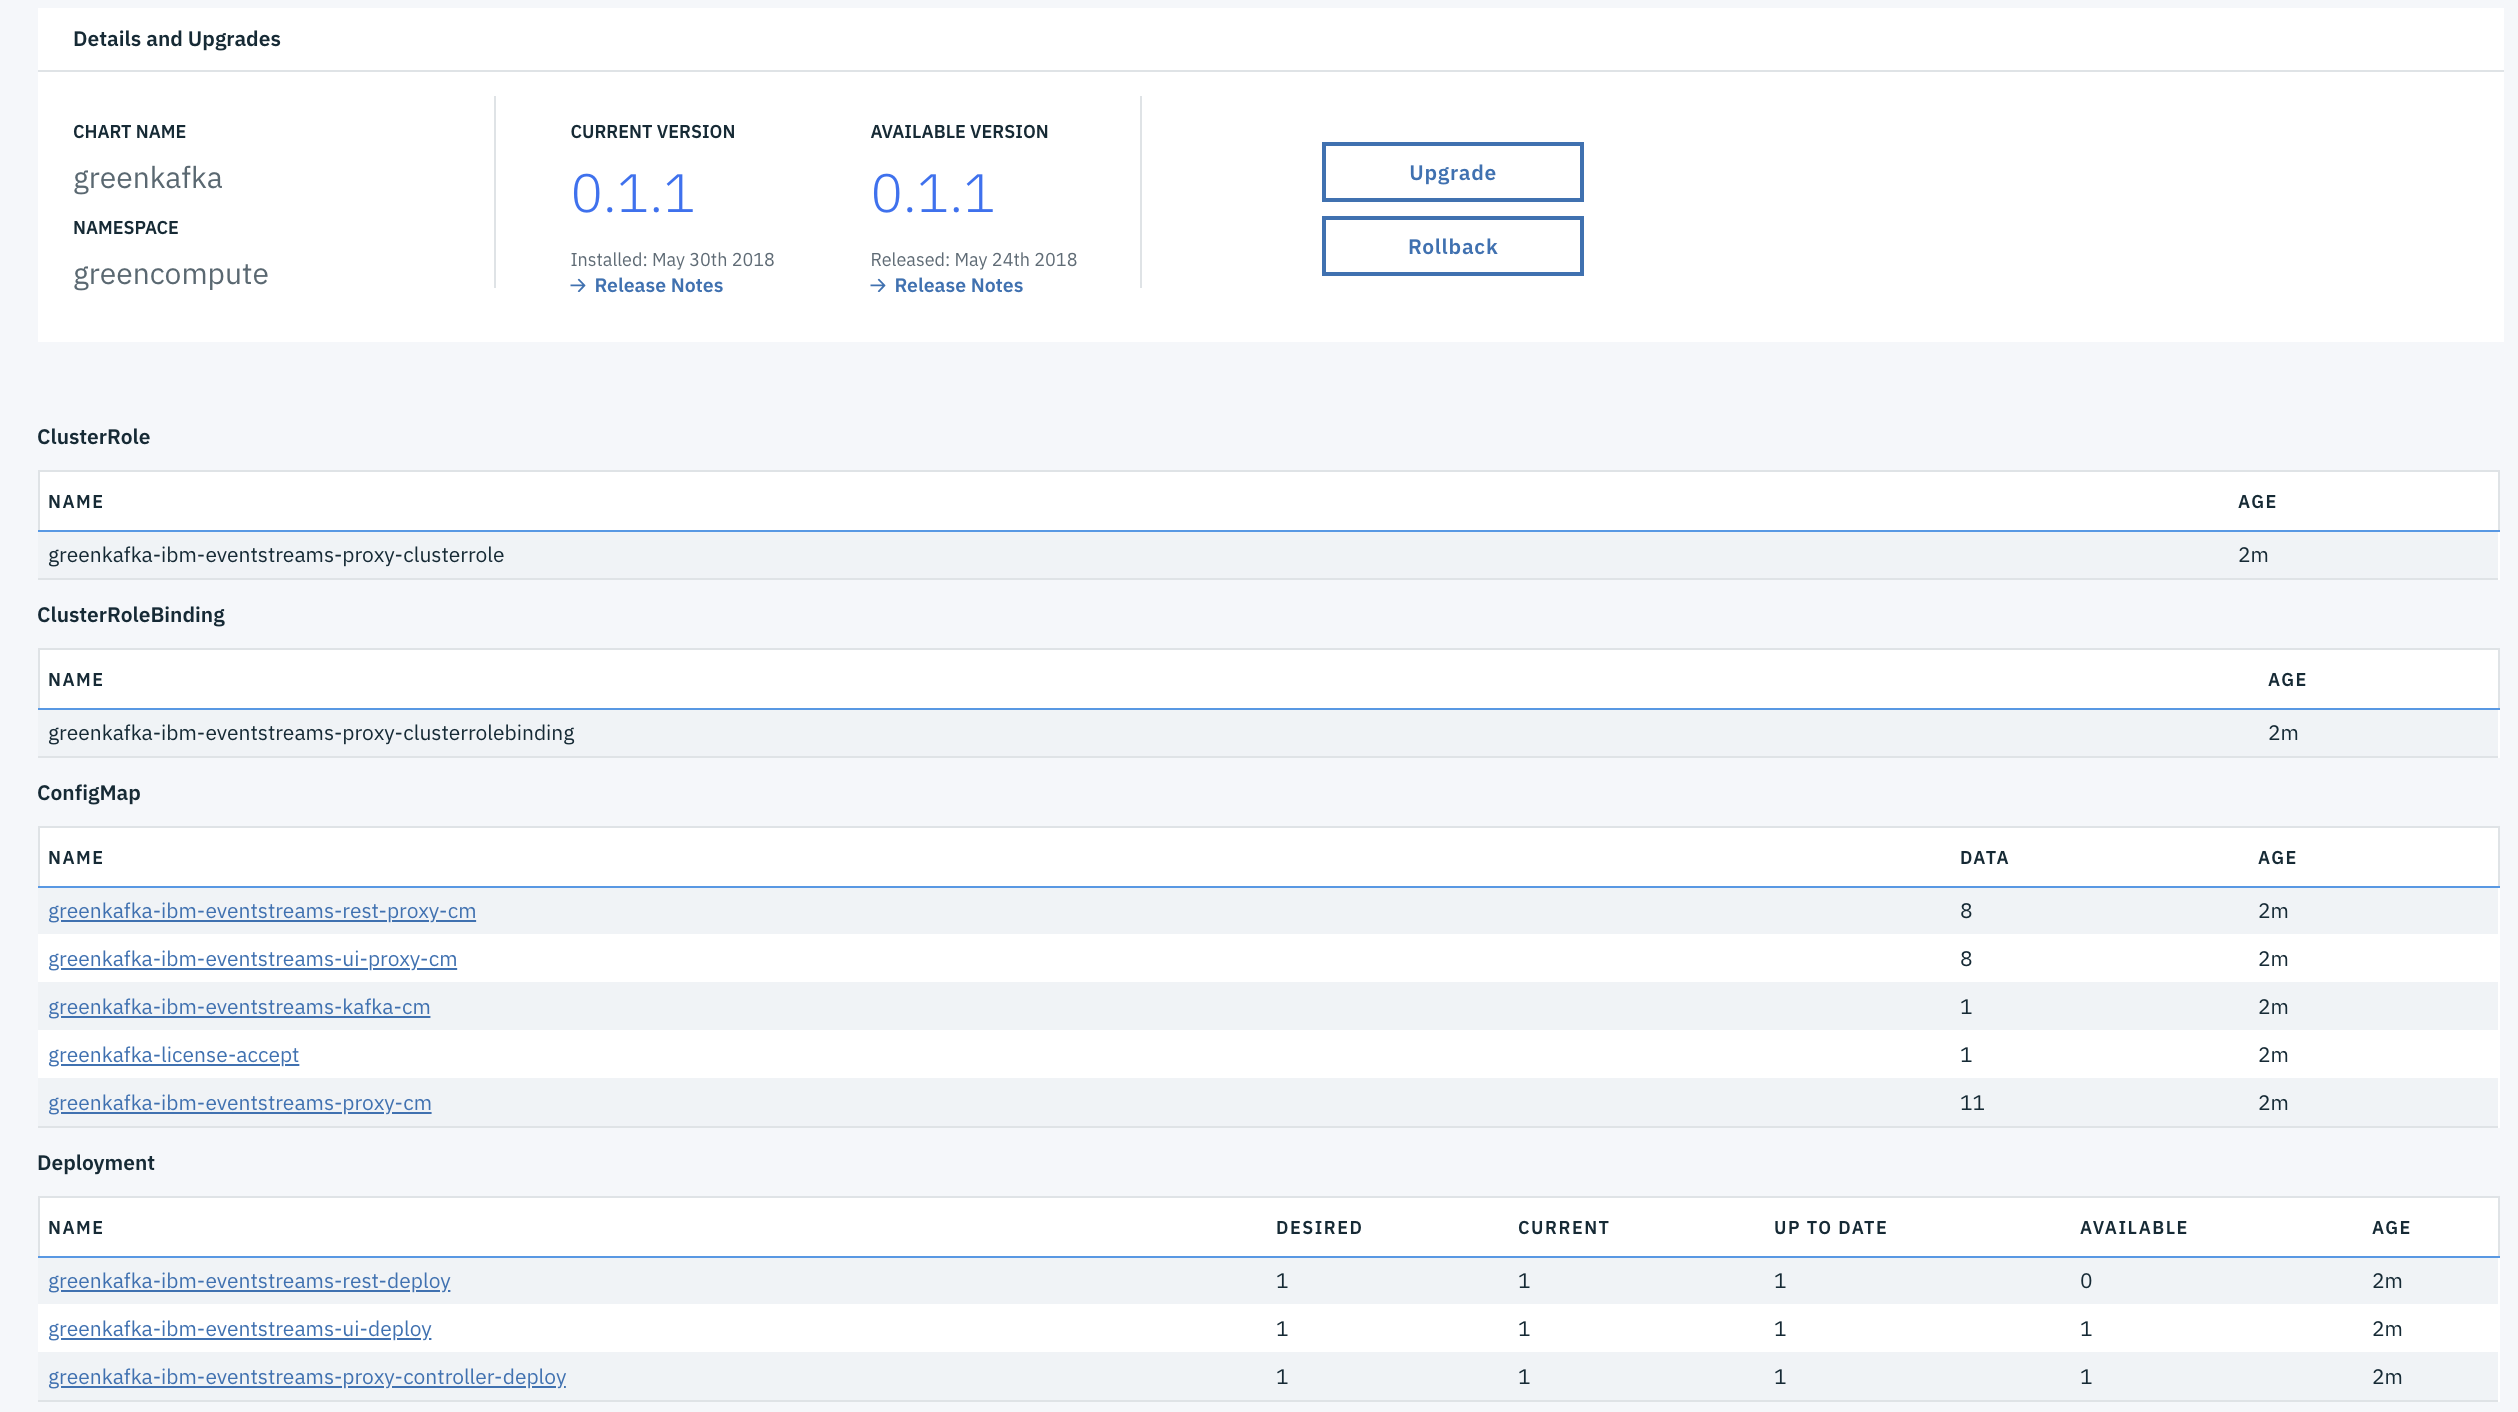 Details and Upgrades
CHART NAME
greenkafka
NAMESPACE
greencompute
CURRENT VERSION
0.1.1
Installed: May 30th 2018
→ Release Notes
AVAILABLE VERSION
0.1.1
Released: May 24th 2018
→ Release Notes
Upgrade
Rollback
ClusterRole
NAME AGE
greenkafka-ibm-eventstreams-proxy-clusterrole 2m
ClusterRoleBinding
NAME AGE
greenkafka-ibm-eventstreams-proxy-clusterrolebinding 2m
ConfigMap
NAME DATA AGE
greenkafka-ibm-eventstreams-rest-proxy-cm 8 2m
greenkafka-ibm-eventstreams-ui-proxy-cm 8 2m
greenkafka-ibm-eventstreams-kafka-cm 1 2m
greenkafka-license-accept 1 2m
greenkafka-ibm-eventstreams-proxy-cm 11 2m
Deployment
NAME DESIRED CURRENT UP TO DATE AVAILABLE AGE
greenkafka-ibm-eventstreams-rest-deploy 1 1 1 0 2m
greenkafka-ibm-eventstreams-ui-deploy 1 1 1 1 2m
greenkafka-ibm-eventstreams-proxy-controller-deploy 1 1 1 1 2m